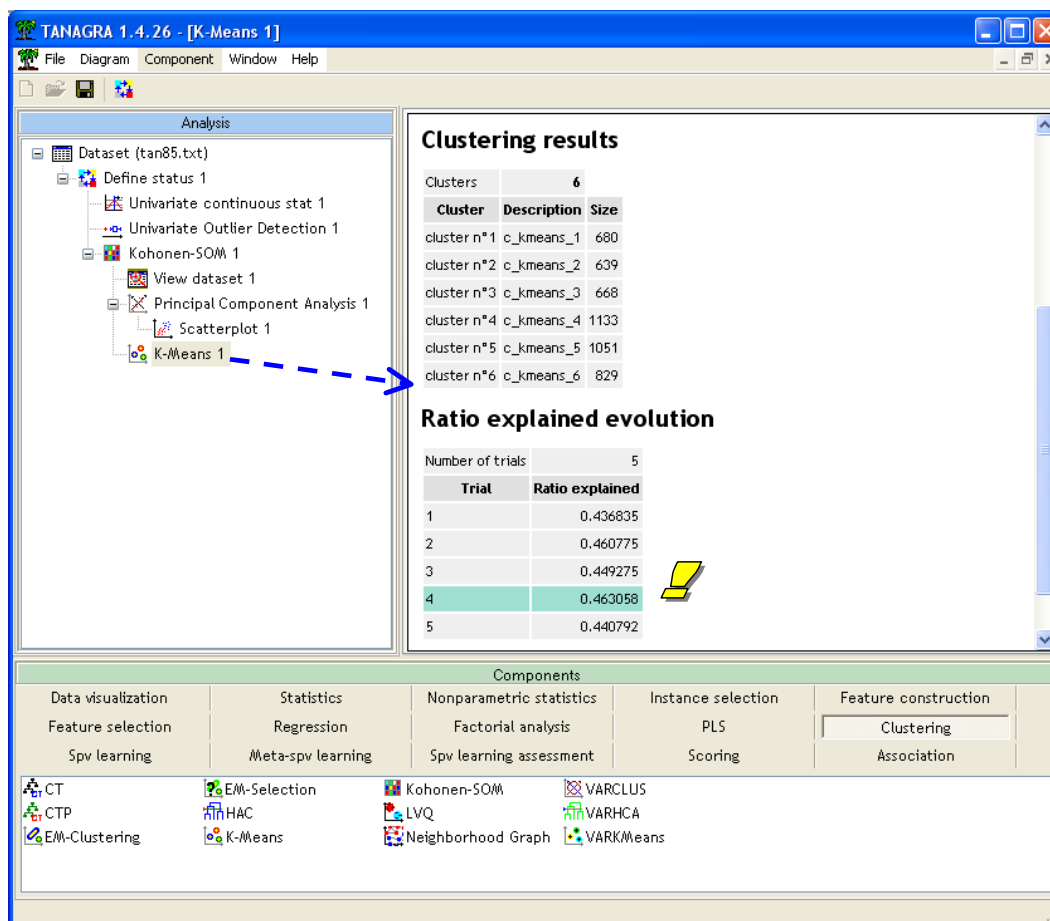 TANAGRA 1.4.26 - [K-Means 1]
File Diagram Component Window Help
Analysis
Dataset (tan85.txt)
Define status 1
Univariate continuous stat 1
Univariate Outlier Detection 1
Kohonen-SOM 1
View dataset 1
Principal Component Analysis 1
Scatterplot 1
K-Means 1
Clustering results
Clusters 6
Cluster Description Size
cluster n°1 c_kmeans_1 680
cluster n°2 c_kmeans_2 639
cluster n°3 c_kmeans_3 668
cluster n°4 c_kmeans_4 1133
cluster n°5 c_kmeans_5 1051
cluster n°6 c_kmeans_6 829
Ratio explained evolution
Number of trials 5
Trial Ratio explained
1 0.436835
2 0.460775
3 0.449275
4 0.463058
5 0.440792
Components
Data visualization Statistics Nonparametric statistics Instance selection Feature construction
Feature selection Regression Factorial analysis PLS Clustering
Spv learning Meta-spv learning Spv learning assessment Scoring Association
CT EM-Selection Kohonen-SOM VARCLUS
CTP HAC LVQ VARHCA
EM-Clustering K-Means Neighborhood Graph VARKMeans